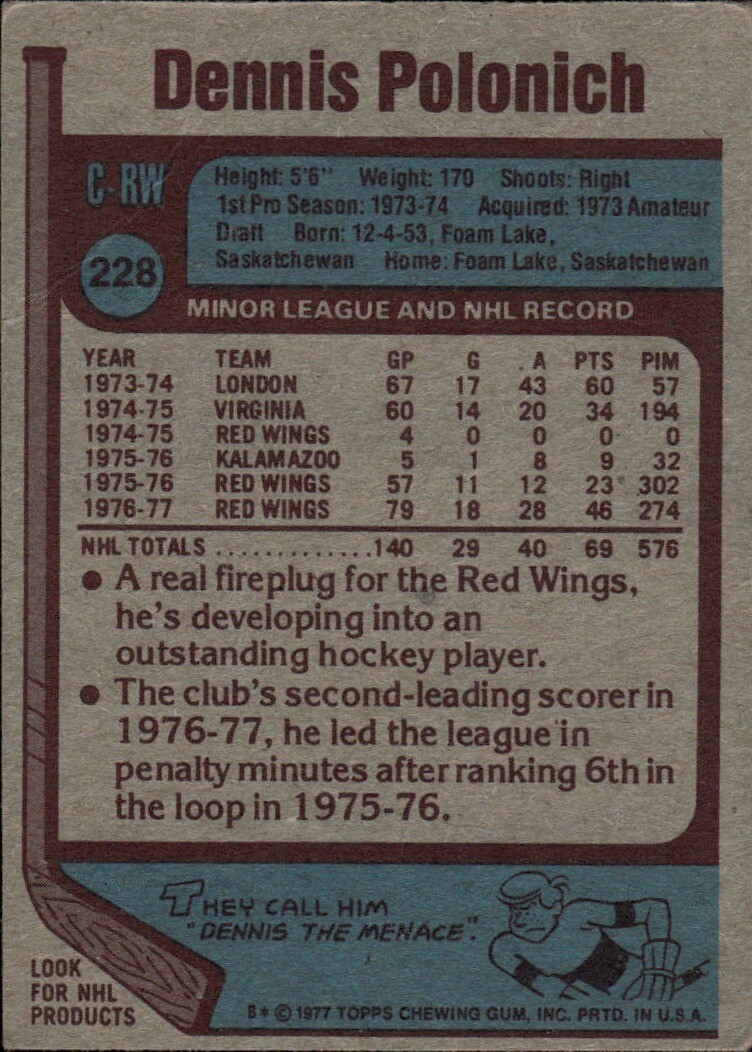 Dennis Polonich
C-RW
Height: 5'6" Weight: 170 Shoots: Right
1st Pro Season: 1973-74 Acquired: 1973 Amateur
Draft Born: 12-4-53, Foam Lake,
Saskatchewan Home: Foam Lake, Saskatchewan
228
MINOR LEAGUE AND NHL RECORD
YEAR TEAM GP G A PTS PIM
1973-74 LONDON 67 17 43 60 57
1974-75 VIRGINIA 60 14 20 34 194
1974-75 RED WINGS 4 0 0 0 0
1975-76 KALAMAZOO 5 1 8 9 32
1975-76 RED WINGS 57 11 12 23 302
1976-77 RED WINGS 79 18 28 46 274
NHL TOTALS .............140 29 40 69 576
● A real fireplug for the Red Wings,
he's developing into an
outstanding hockey player.
● The club's second-leading scorer in
1976-77, he led the league in
penalty minutes after ranking 6th in
the loop in 1975-76.
THEY CALL HIM
"DENNIS THE MENACE".
LOOK
FOR NHL
PRODUCTS
B* © 1977 TOPPS CHEWING GUM, INC. PRTD. IN U.S.A.